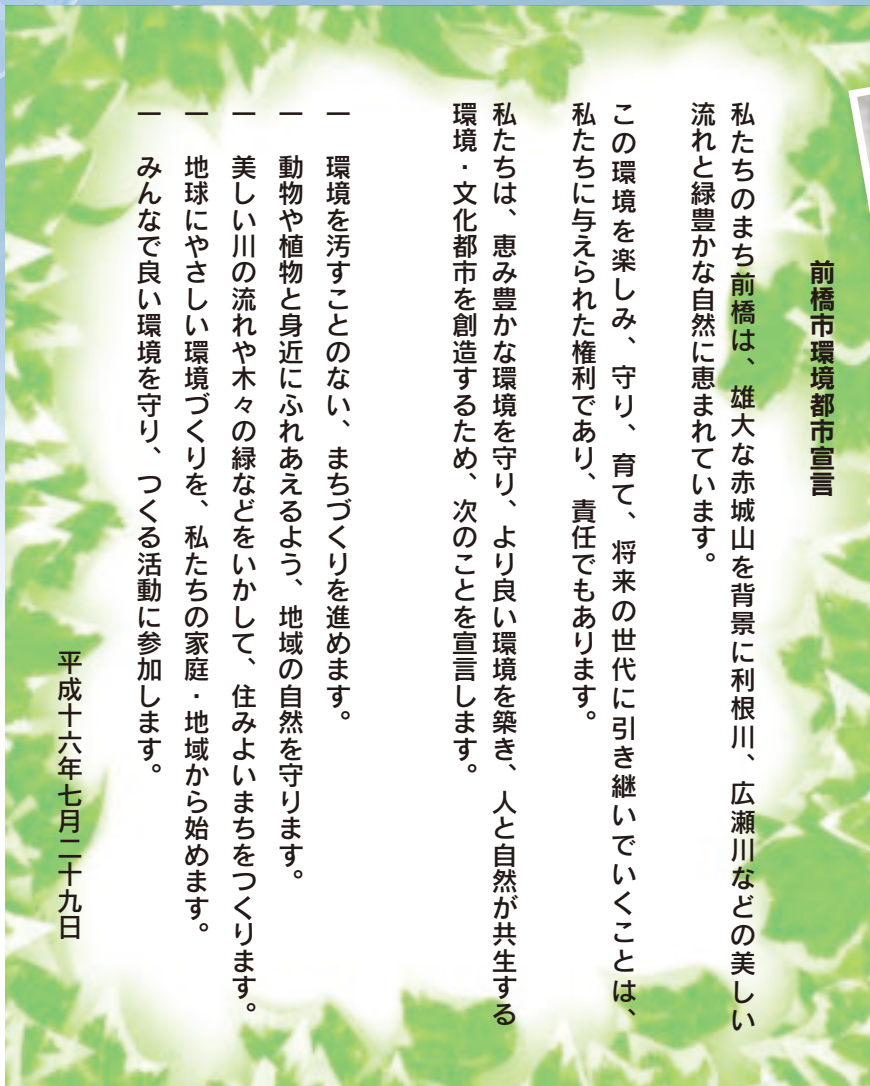 前橋市環境都市宣言
私たちのまち前橋は、雄大な赤城山を背景に利根川、広瀬川などの美しい
流れと緑豊かな自然に恵まれています。
この環境を楽しみ、守り、育て、将来の世代に引き継いでいくことは、
私たちに与えられた権利であり、責任でもあります。
私たちは、恵み豊かな環境を守り、より良い環境を築き、人と自然が共生する
環境・文化都市を創造するため、次のことを宣言します。
一 環境を汚すことのない、まちづくりを進めます。
一 動物や植物と身近にふれあえるよう、地域の自然を守ります。
一 美しい川の流れや木々の緑などをいかして、住みよいまちをつくります。
一 地球にやさしい環境づくりを、私たちの家庭・地域から始めます。
一 みんなで良い環境を守り、つくる活動に参加します。
平成十六年七月二十九日